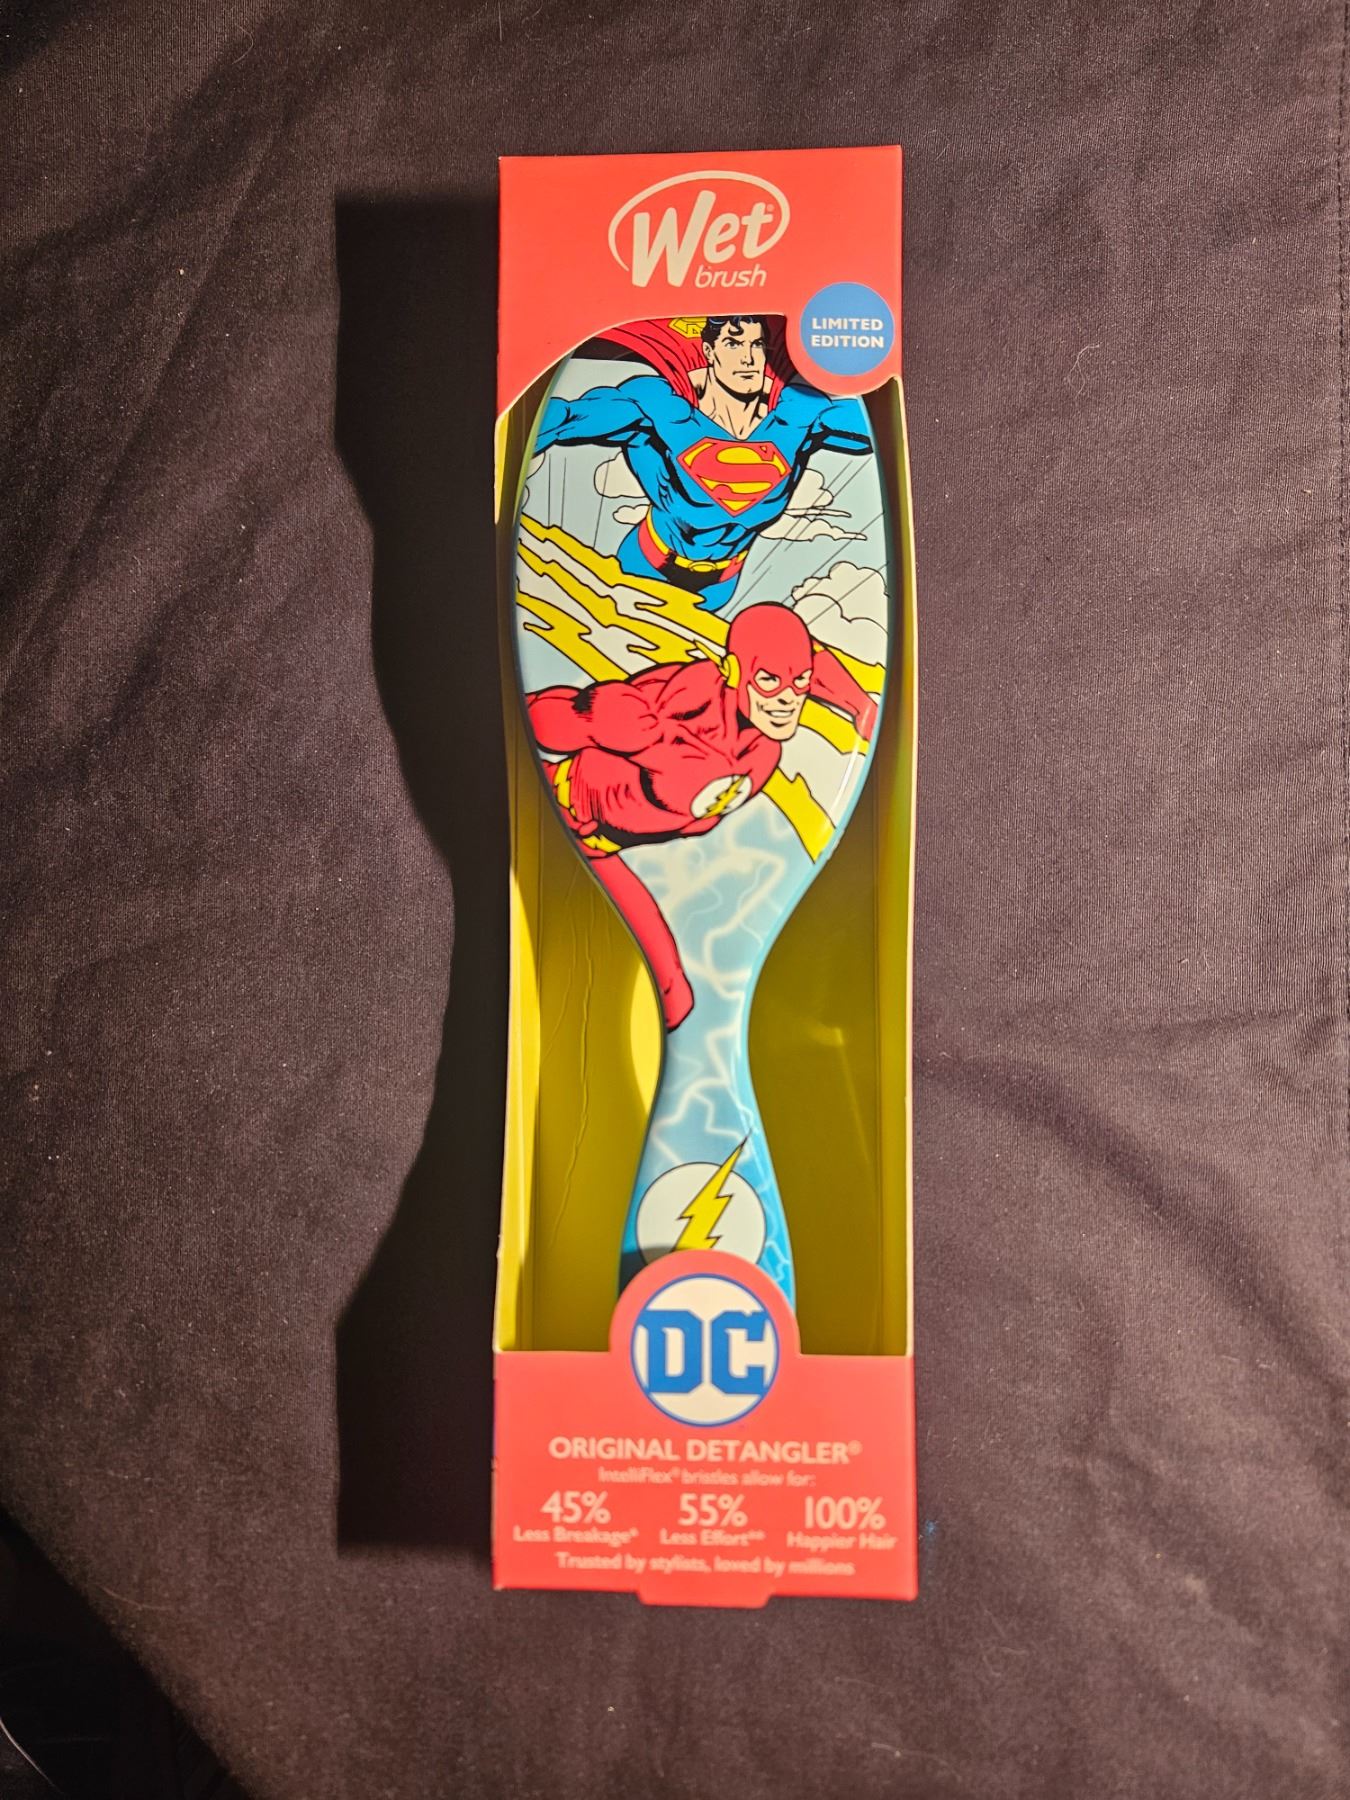 Wet®
brush
LIMITED
EDITION
S
DC
ORIGINAL DETANGLER®
IntelliFlex® bristles allow for:
45% 55% 100%
Less Breakage* Less Effort** Happier Hair
Trusted by stylists, loved by millions